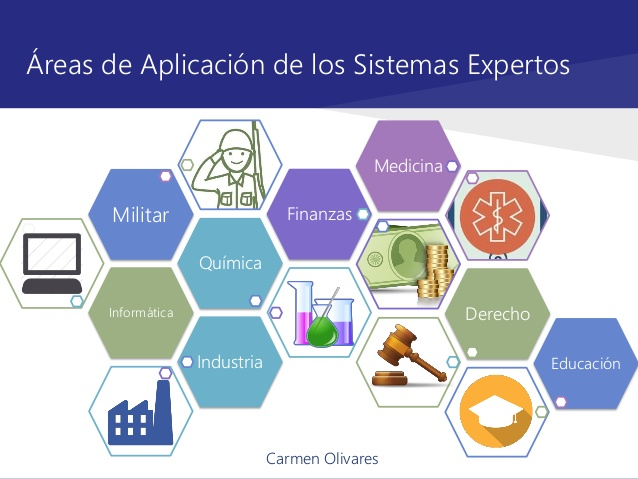 Áreas de Aplicación de los Sistemas Expertos
Medicina
Militar
Finanzas
Química
Informática
Derecho
Industria
Educación
Carmen Olivares